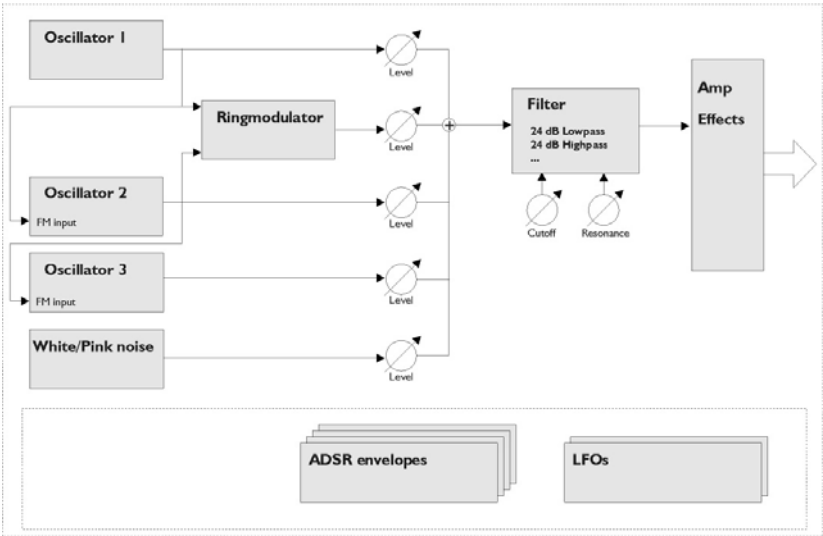 Oscillator 1
Level
Ringmodulator
Level
Filter
24 dB Lowpass
24 dB Highpass
...
Amp
Effects
Oscillator 2
FM input
Level
Cutoff
Resonance
Oscillator 3
FM input
Level
White/Pink noise
Level
ADSR envelopes
LFOs